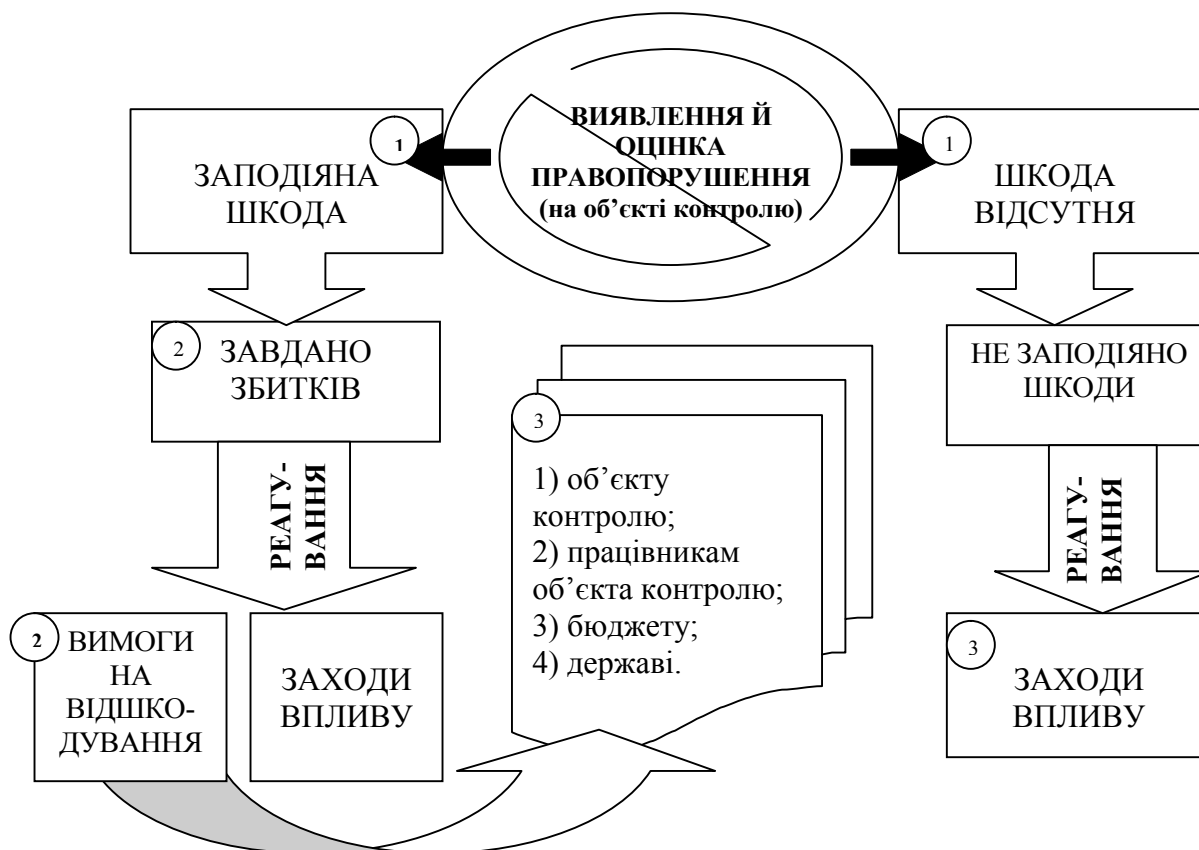 ВИЯВЛЕННЯ Й
ОЦІНКА
ПРАВОПОРУШЕННЯ
(на об’єкті контролю)
1
ЗАПОДІЯНА
ШКОДА
1
ШКОДА
ВІДСУТНЯ
2
ЗАВДАНО
ЗБИТКІВ
НЕ ЗАПОДІЯНО
ШКОДИ
РЕАГУ-
ВАННЯ
3
1) об’єкту
контролю;
2) працівникам
об’єкта контролю;
3) бюджету;
4) державі.
РЕАГУ-
ВАННЯ
2
ВИМОГИ
НА
ВІДШКО-
ДУВАННЯ
ЗАХОДИ
ВПЛИВУ
3
ЗАХОДИ
ВПЛИВУ